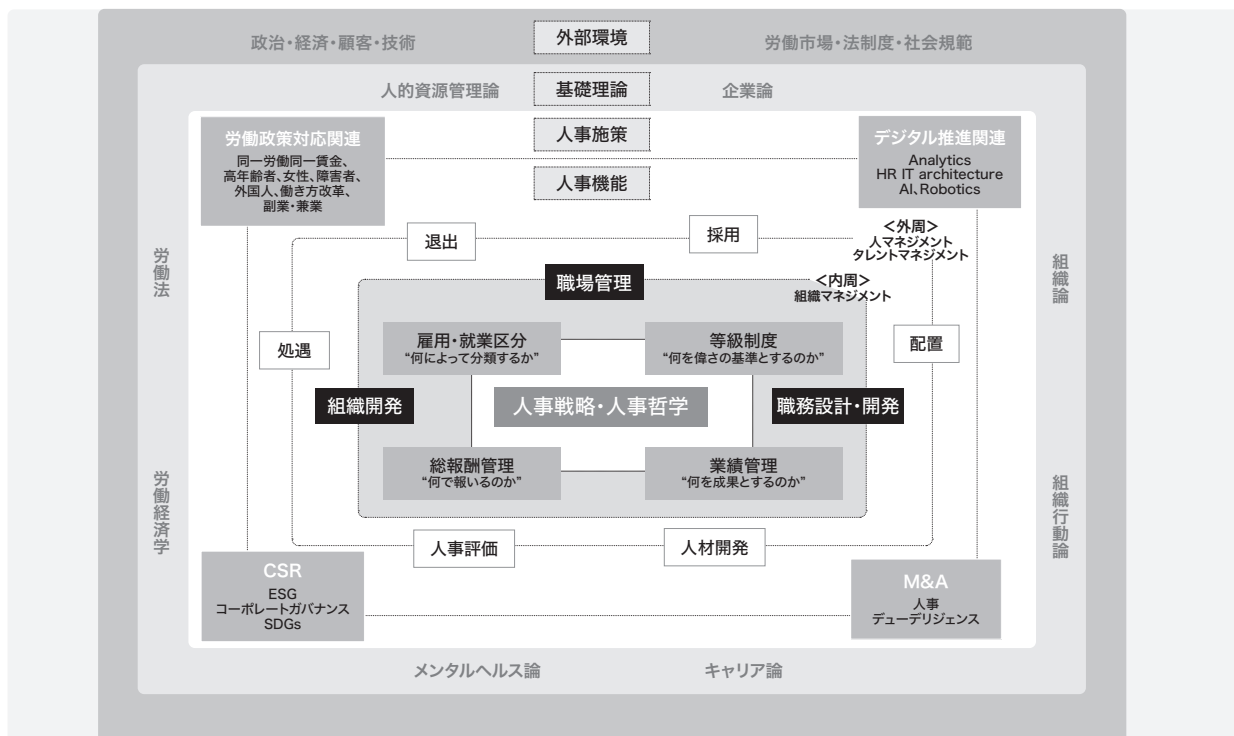 政治・経済・顧客・技術
外部環境
労働市場・法制度・社会規範
人的資源管理論
基礎理論
企業論
労働政策対応関連
同一労働同一賃金、
高年齢者、女性、障害者、
外国人、働き方改革、
副業・兼業
人事施策
人事機能
デジタル推進関連
Analytics
HR IT architecture
AI、Robotics
退出
採用
<外周>
人マネジメント
タレントマネジメント
労働法
組織論
職場管理
<内周>
組織マネジメント
処遇
雇用・就業区分
“何によって分類するか”
等級制度
“何を偉さの基準とするのか”
配置
組織開発
人事戦略・人事哲学
職務設計・開発
総報酬管理
“何で報いるのか”
業績管理
“何を成果とするのか”
労働経済学
組織行動論
人事評価
人材開発
CSR
ESG
コーポレートガバナンス
SDGs
M&A
人事
デューデリジェンス
メンタルヘルス論
キャリア論